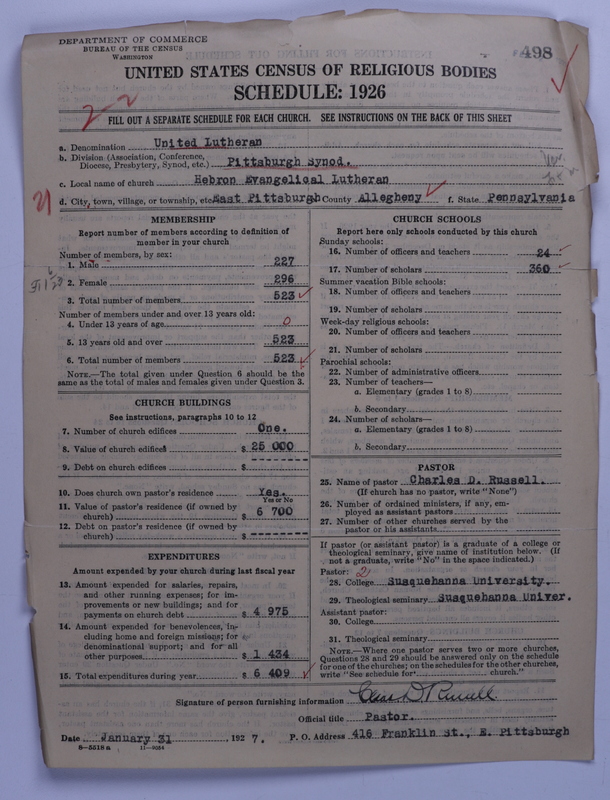 DEPARTMENT OF COMMERCE
BUREAU OF THE CENSUS
WASHINGTON
498
UNITED STATES CENSUS OF RELIGIOUS BODIES
SCHEDULE: 1926
2-2
FILL OUT A SEPARATE SCHEDULE FOR EACH CHURCH. SEE INSTRUCTIONS ON THE BACK OF THIS SHEET
a. Denomination United Lutheran
b. Division (Association, Conference,
Diocese, Presbytery, Synod, etc.) Pittsburgh Synod.
c. Local name of church Hebron Evangelical Lutheran
d. City, town, village, or township, etc. East Pittsburgh County Allegheny f. State Pennsylvania
MEMBERSHIP
Report number of members according to definition of
member in your church
Number of members, by sex:
1. Male 227
2. Female 296
3. Total number of members 523
Number of members under and over 13 years old:
4. Under 13 years of age 0
5. 13 years old and over 523
6. Total number of members 523
NOTE.—The total given under Question 6 should be the
same as the total of males and females given under Question 3.
CHURCH BUILDINGS
See instructions, paragraphs 10 to 12
7. Number of church edifices One.
8. Value of church edifices $ 25 000
9. Debt on church edifices $ --------
10. Does church own pastor's residence Yes.
Yes or No
11. Value of pastor's residence (if owned by
church) $ 6 700
12. Debt on pastor's residence (if owned by
church) $ --------
EXPENDITURES
Amount expended by your church during last fiscal year
13. Amount expended for salaries, repairs,
and other running expenses; for im-
provements or new buildings; and for
payments on church debt $ 4 975
14. Amount expended for benevolences, in-
cluding home and foreign missions; for
denominational support; and for all
other purposes $ 1 434
15. Total expenditures during year $ 6 409
CHURCH SCHOOLS
Report here only schools conducted by this church
Sunday schools:
16. Number of officers and teachers 24
17. Number of scholars 360
Summer vacation Bible schools:
18. Number of officers and teachers
19. Number of scholars
Week-day religious schools:
20. Number of officers and teachers
21. Number of scholars
Parochial schools:
22. Number of administrative officers
23. Number of teachers—
a. Elementary (grades 1 to 8)
b. Secondary
24. Number of scholars—
a. Elementary (grades 1 to 8)
b. Secondary
PASTOR
25. Name of pastor Charles D. Russell.
(If church has no pastor, write "None")
26. Number of ordained ministers, if any, em-
ployed as assistant pastors
27. Number of other churches served by the
pastor or his assistants
If pastor (or assistant pastor) is a graduate of a college or
theological seminary, give name of institution below. (If
not a graduate, write "No" in the space indicated.)
Pastor: 2
28. College Susquehanna University.
29. Theological seminary Susquehanna Univer.
Assistant pastor:
30. College
31. Theological seminary
NOTE.—Where one pastor serves two or more churches,
Questions 28 and 29 should be answered only on the schedule
for one of the churches; on the schedules for the other churches,
write "See schedule for church."
Signature of person furnishing information Chas D. Russell
Official title Pastor.
Date January 31, 1927. P. O. Address 416 Franklin St., E. Pittsburgh
8-5518 a 11-9064